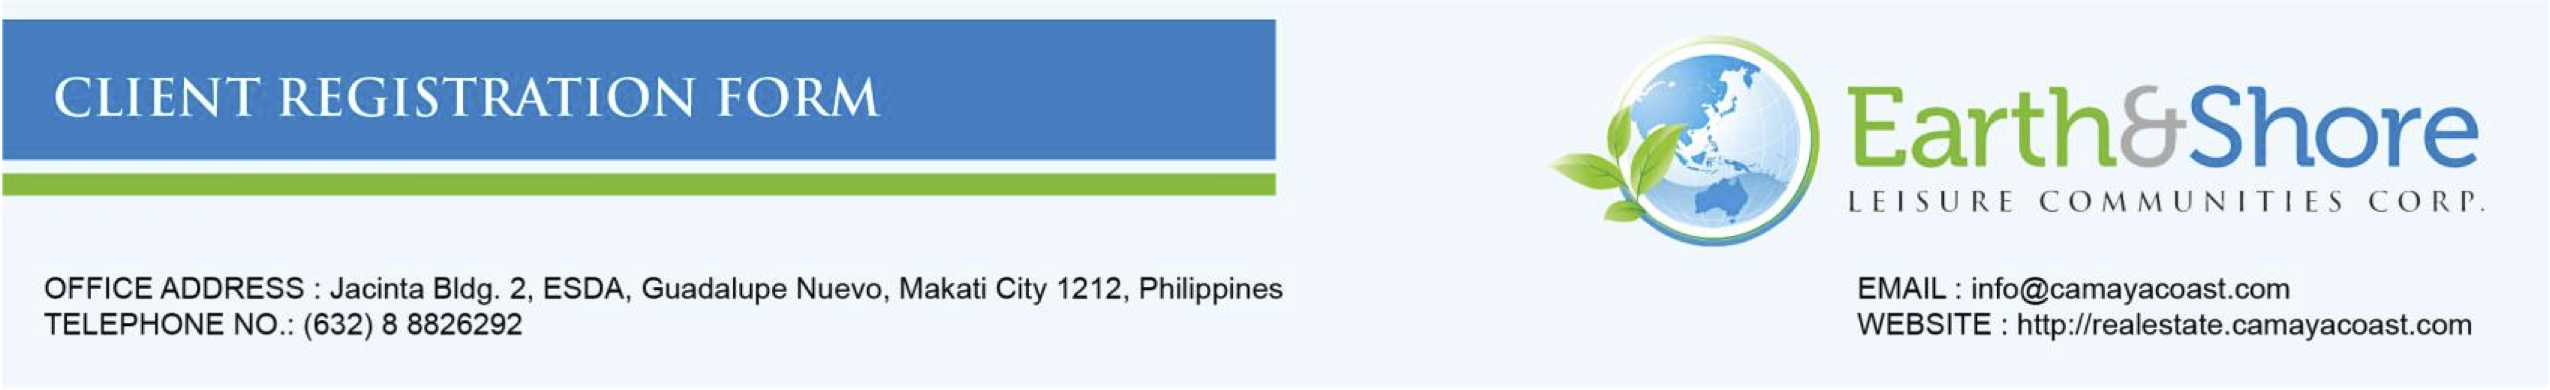 CLIENT REGISTRATION FORM
Earth&Shore
LEISURE COMMUNITIES CORP.
OFFICE ADDRESS : Jacinta Bldg. 2, ESDA, Guadalupe Nuevo, Makati City 1212, Philippines
TELEPHONE NO.: (632) 8 8826292
EMAIL : info@camayacoast.com
WEBSITE : http://realestate.camayacoast.com